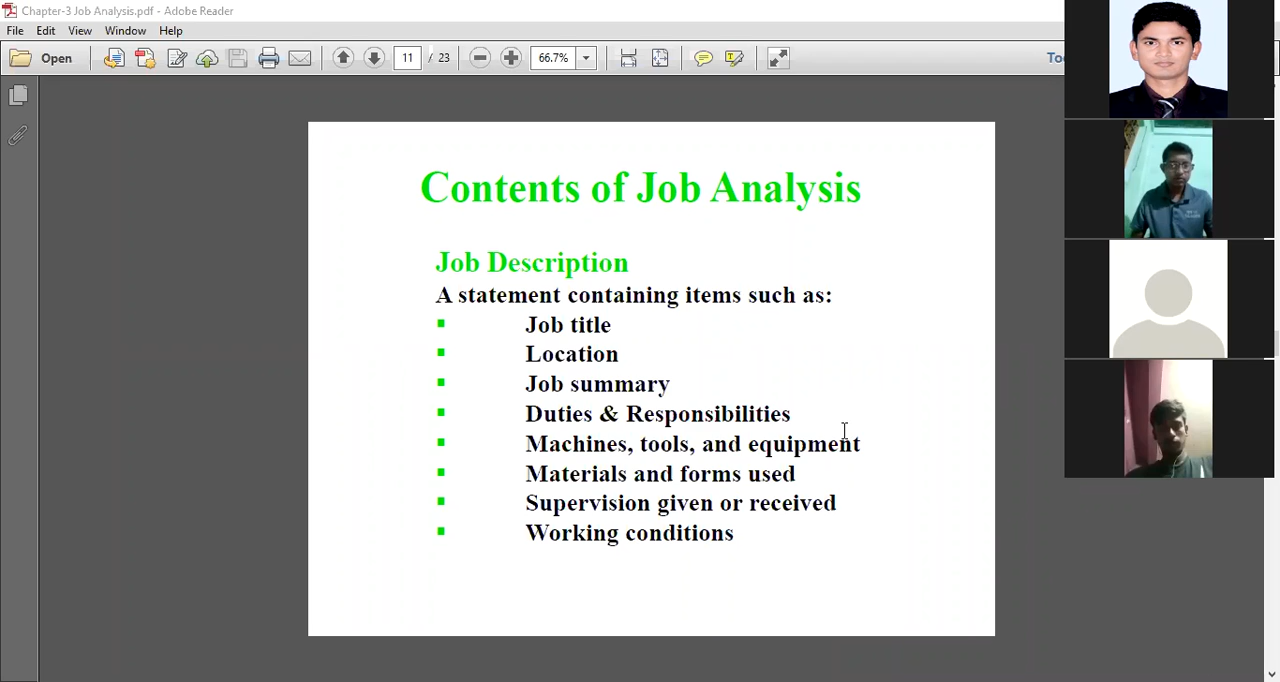 Chapter-3 Job Analysis.pdf - Adobe Reader
File Edit View Window Help
Open 11 / 23 66.7%
Contents of Job Analysis
Job Description
A statement containing items such as:
▪ Job title
▪ Location
▪ Job summary
▪ Duties & Responsibilities
▪ Machines, tools, and equipment
▪ Materials and forms used
▪ Supervision given or received
▪ Working conditions